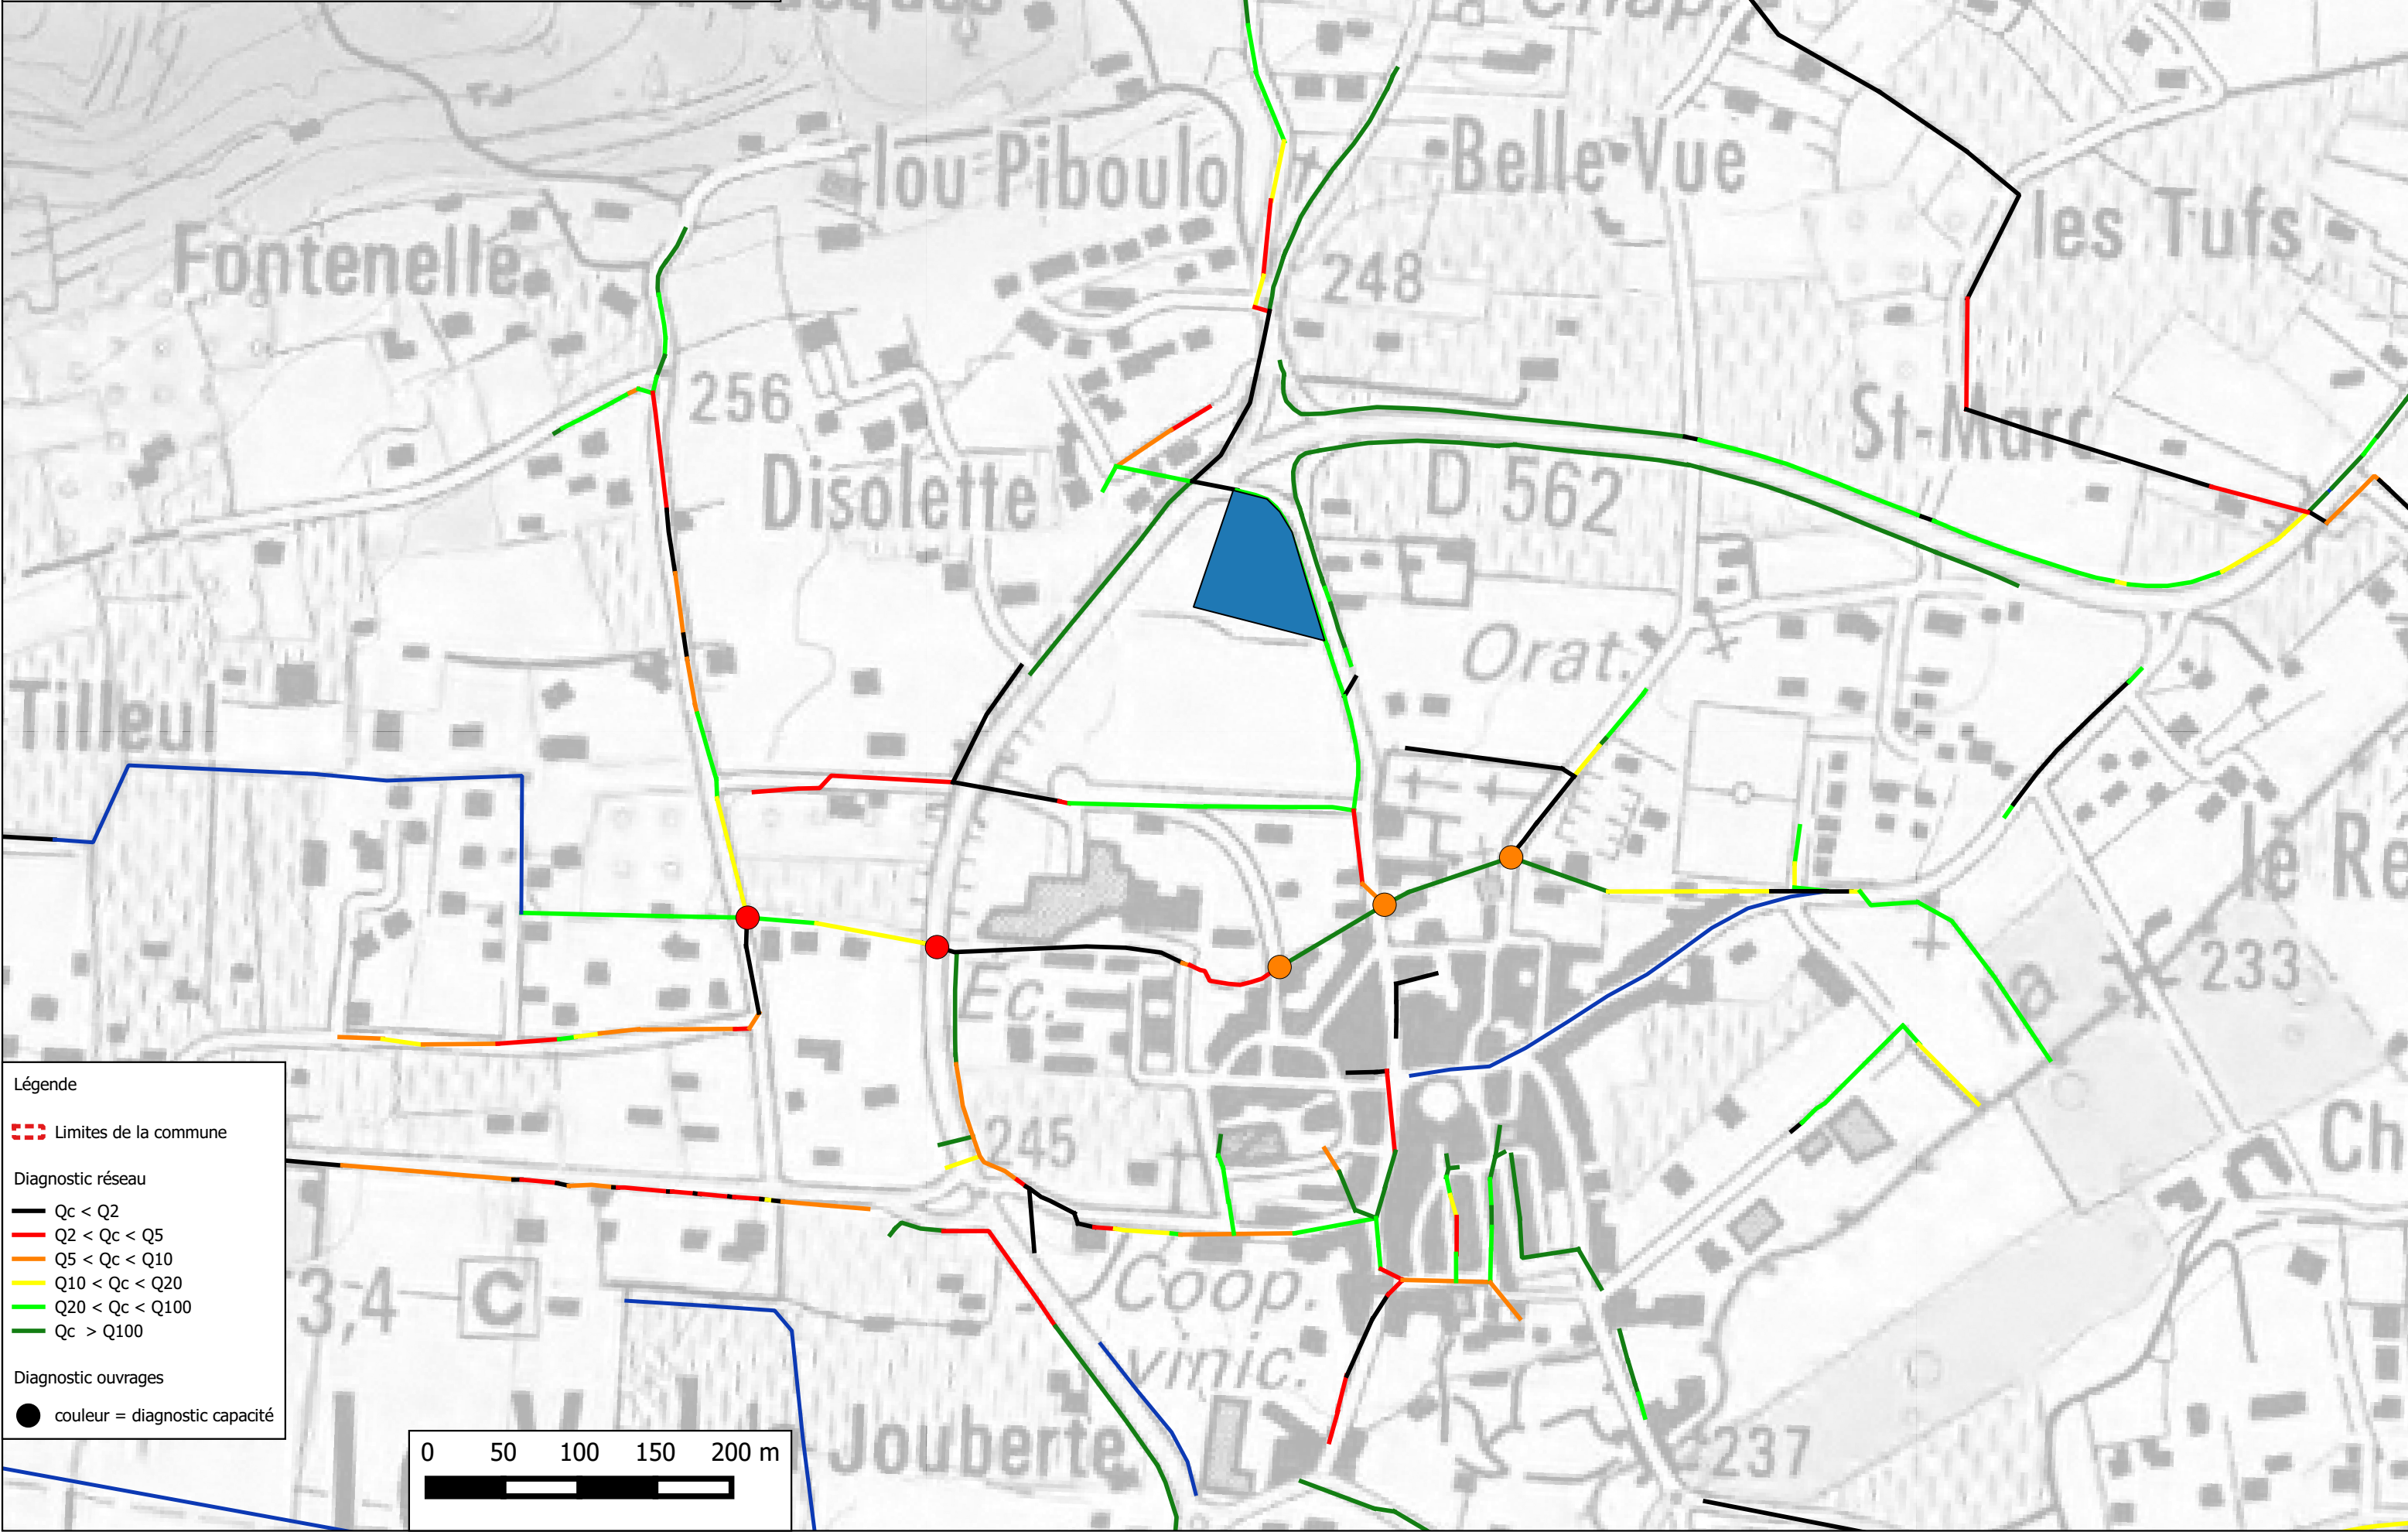 lou Piboulo
Belle Vue
les Tufs
Fontenelle
248
256
St-Marc
Disolette
D 562
Orat.
Tilleul
le Re
233
la
Ec.
245
Ch
Coop.
vinic.
3,4
C
Jouberte
237
Légende
Limites de la commune
Diagnostic réseau
Qc < Q2
Q2 < Qc < Q5
Q5 < Qc < Q10
Q10 < Qc < Q20
Q20 < Qc < Q100
Qc > Q100
Diagnostic ouvrages
couleur = diagnostic capacité
0 50 100 150 200 m